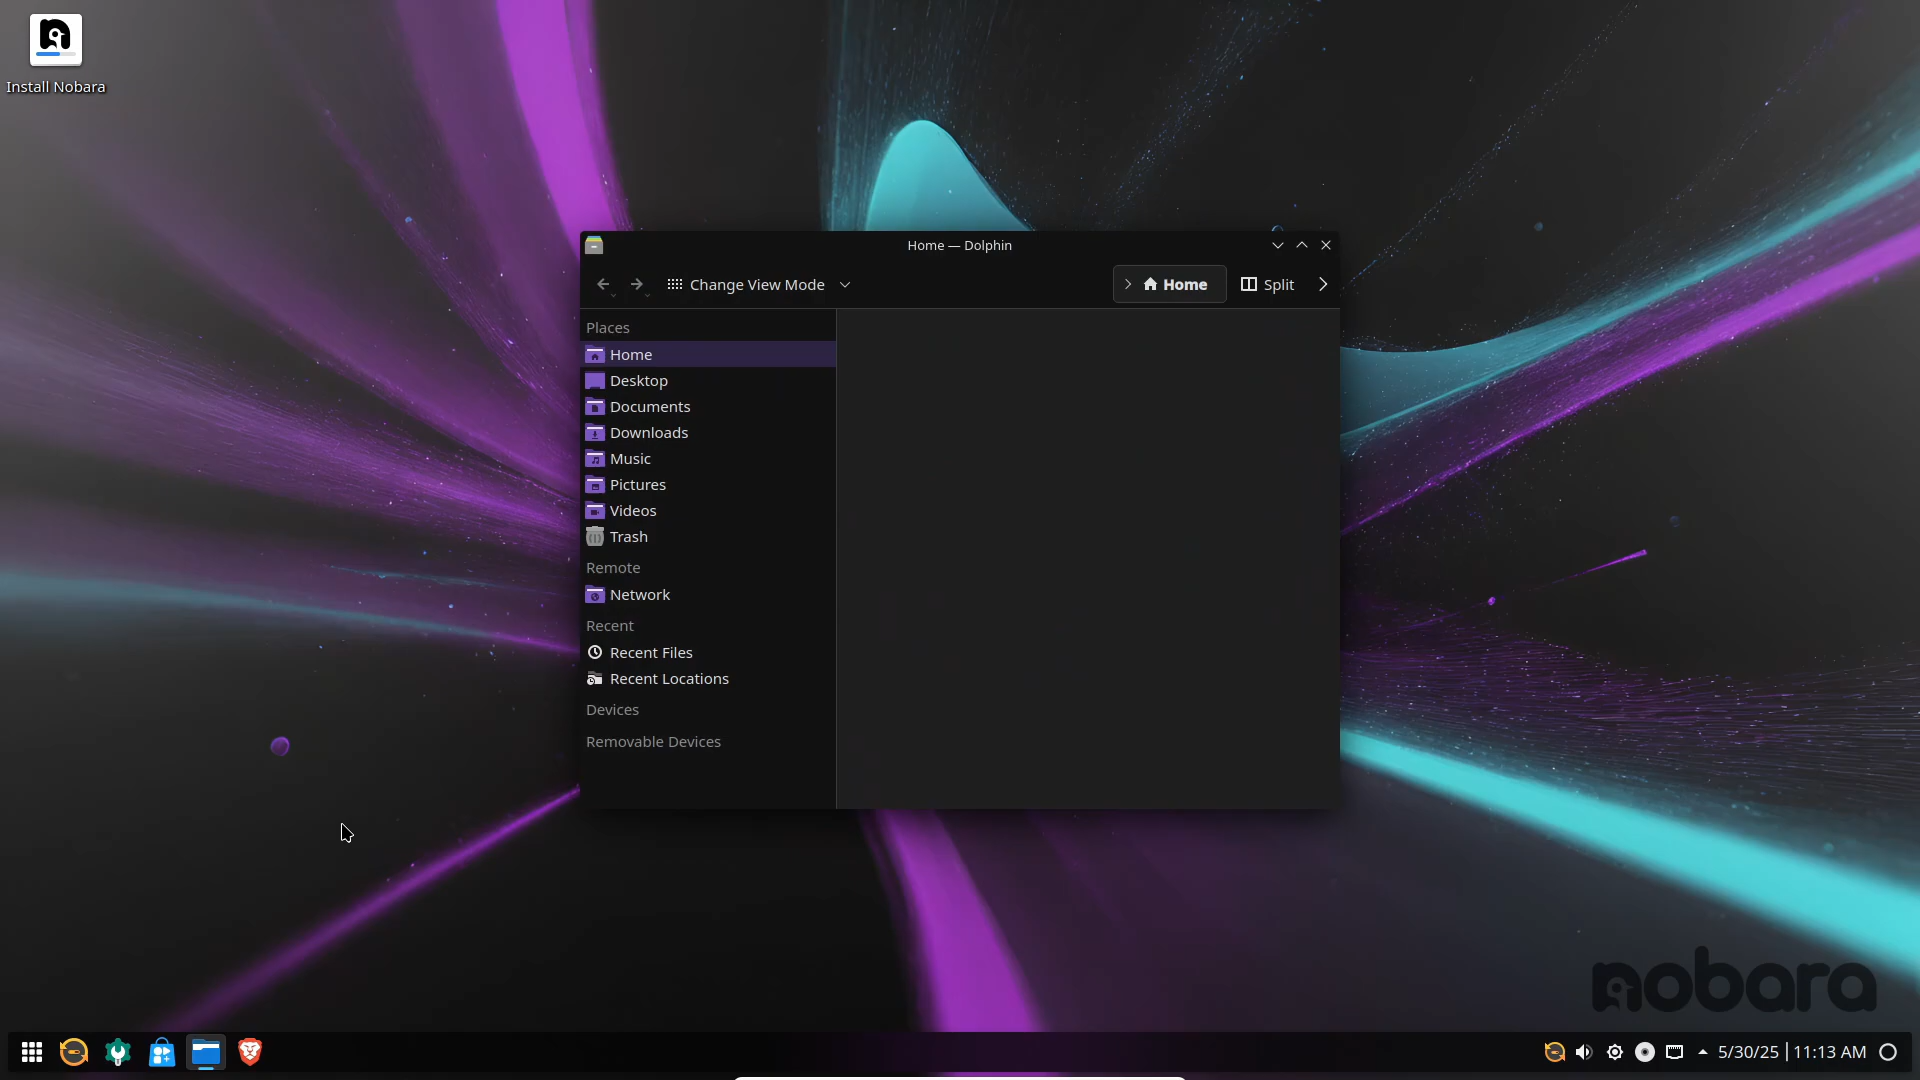 Install Nobara
Home — Dolphin
Change View Mode
Home
Split
Places
Home
Desktop
Documents
Downloads
Music
Pictures
Videos
Trash
Remote
Network
Recent
Recent Files
Recent Locations
Devices
Removable Devices
nobara
5/30/25
11:13 AM